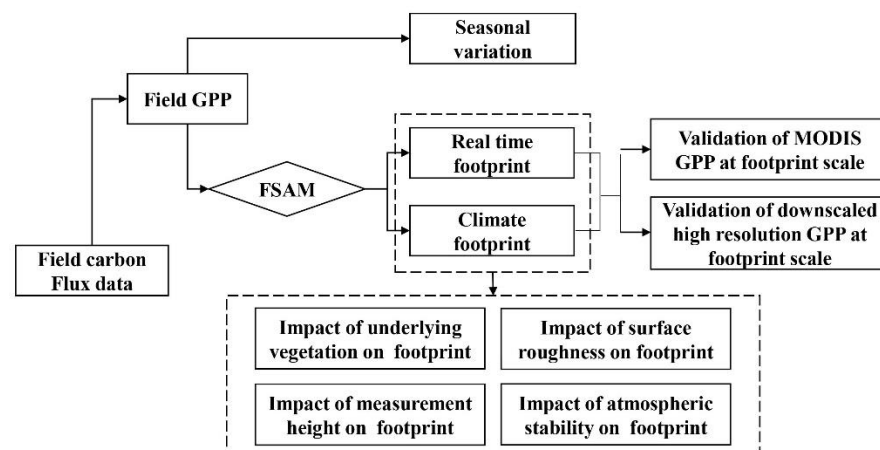 Seasonal
variation
Field GPP
Real time
footprint
Validation of MODIS
GPP at footprint scale
FSAM
Climate
footprint
Validation of downscaled
high resolution GPP at
footprint scale
Field carbon
Flux data
Impact of underlying
vegetation on footprint
Impact of surface
roughness on footprint
Impact of measurement
height on footprint
Impact of atmospheric
stability on footprint